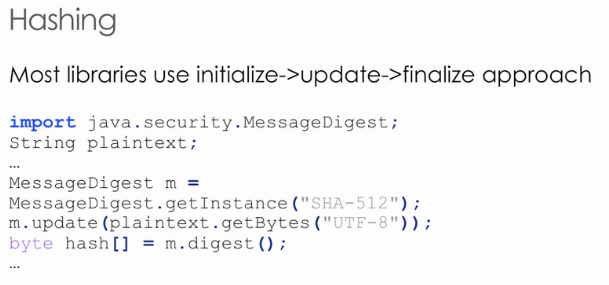 Hashing
Most libraries use initialize->update->finalize approach
import java.security.MessageDigest;
String plaintext;
…
MessageDigest m =
MessageDigest.getInstance("SHA-512");
m.update(plaintext.getBytes("UTF-8"));
byte hash[] = m.digest();
…